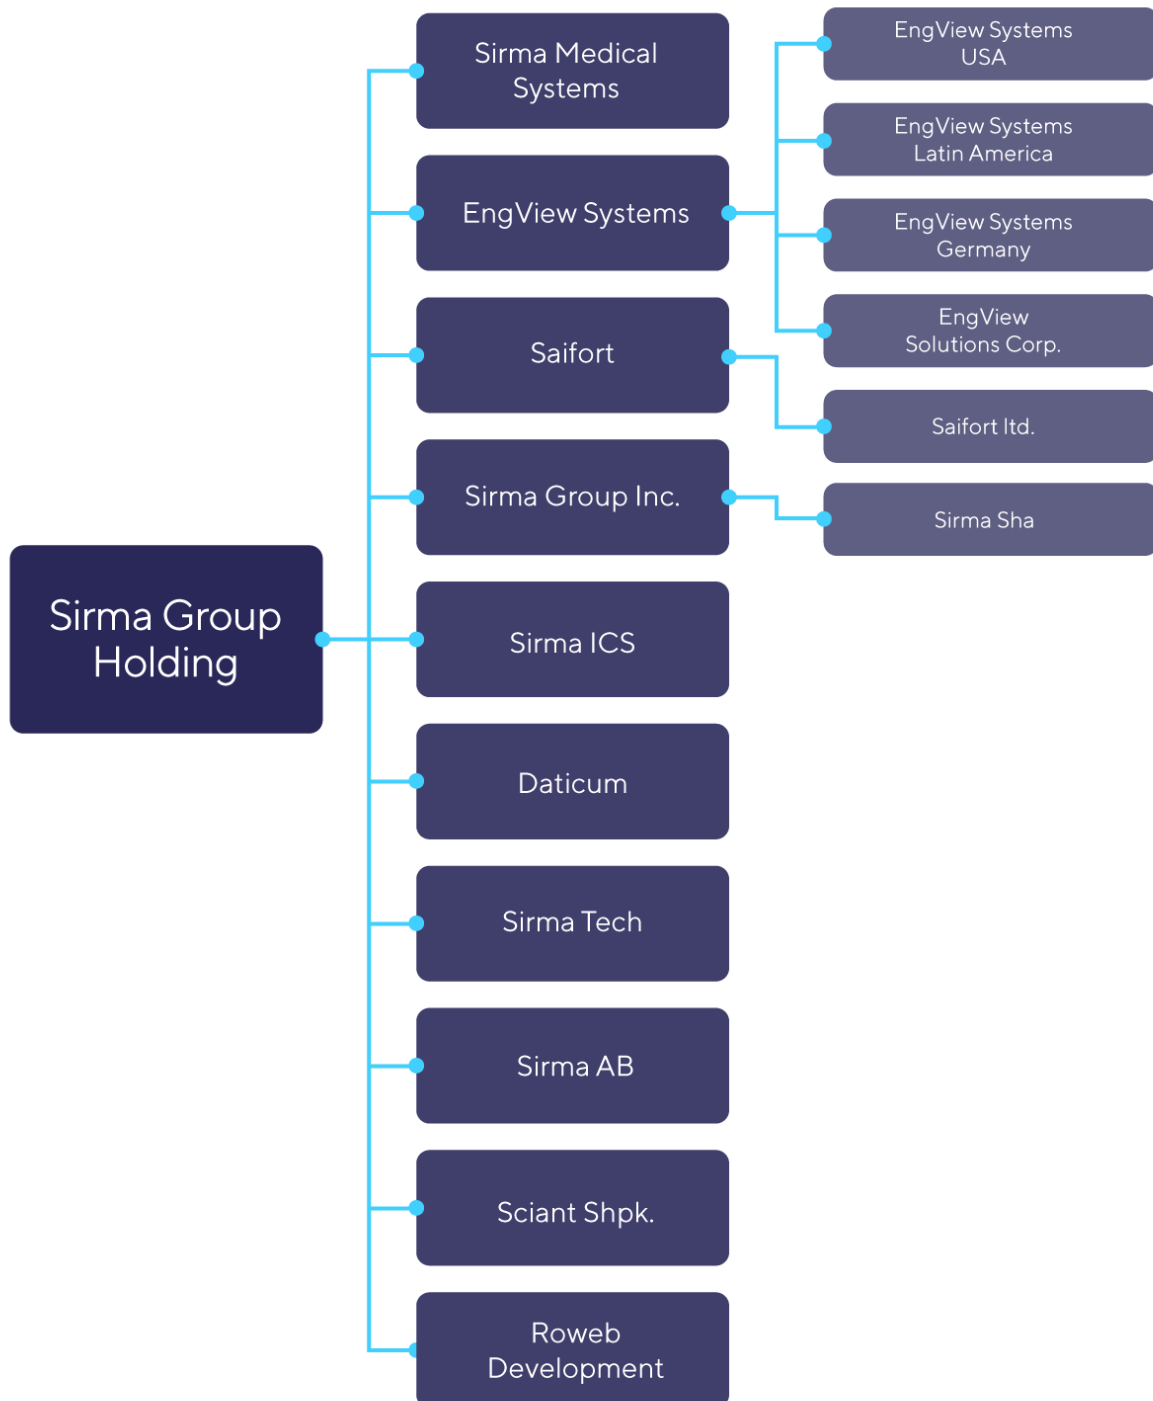 Sirma Group
Holding
Sirma Medical
Systems
EngView Systems
Saifort
Sirma Group Inc.
Sirma ICS
Daticum
Sirma Tech
Sirma AB
Sciant Shpk.
Roweb
Development
EngView Systems
USA
EngView Systems
Latin America
EngView Systems
Germany
EngView
Solutions Corp.
Saifort ltd.
Sirma Sha